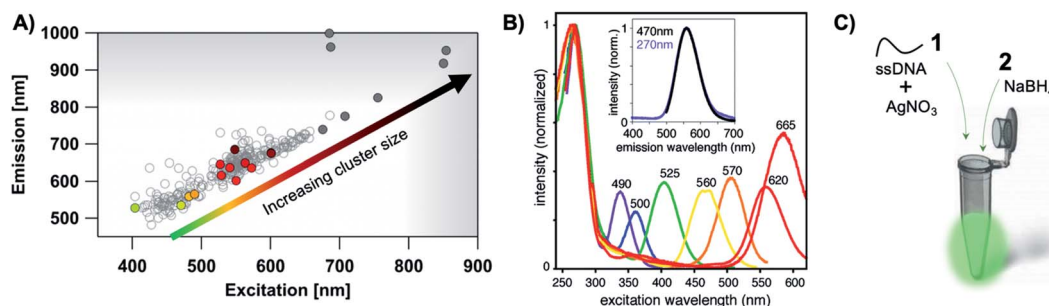 A)
Emission [nm]
1000
900
800
700
600
500
400
500
600
700
800
900
Excitation [nm]
Increasing cluster size
B)
intensity (normalized)
1
0
250
300
350
400
450
500
550
600
excitation wavelength (nm)
490
500
525
560
570
620
665
intensity (norm.)
1
0
470nm
270nm
400
500
600
700
emission wavelength (nm)
C)
1
ssDNA
+
AgNO3
2
NaBH